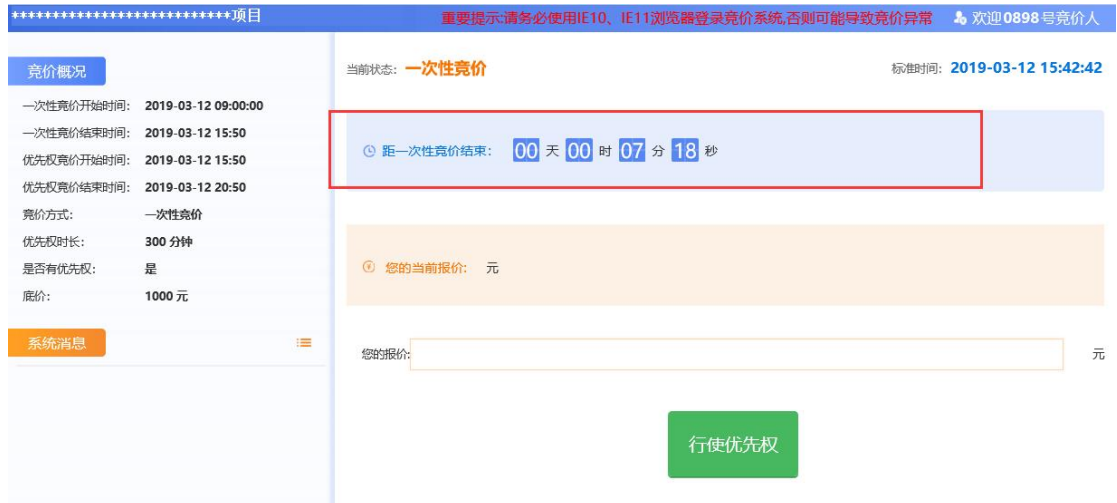 ***************************项目 重要提示:请务必使用IE10、IE11浏览器登录竞价系统,否则可能导致竞价异常 欢迎0898号竞价人
竞价概况
一次性竞价开始时间: 2019-03-12 09:00:00
一次性竞价结束时间: 2019-03-12 15:50
优先权竞价开始时间: 2019-03-12 15:50
优先权竞价结束时间: 2019-03-12 20:50
竞价方式: 一次性竞价
优先权时长: 300 分钟
是否有优先权: 是
底价: 1000 元
系统消息
当前状态: 一次性竞价 标准时间: 2019-03-12 15:42:42
距一次性竞价结束: 00 天 00 时 07 分 18 秒
您的当前报价: 元
您的报价: 元
行使优先权